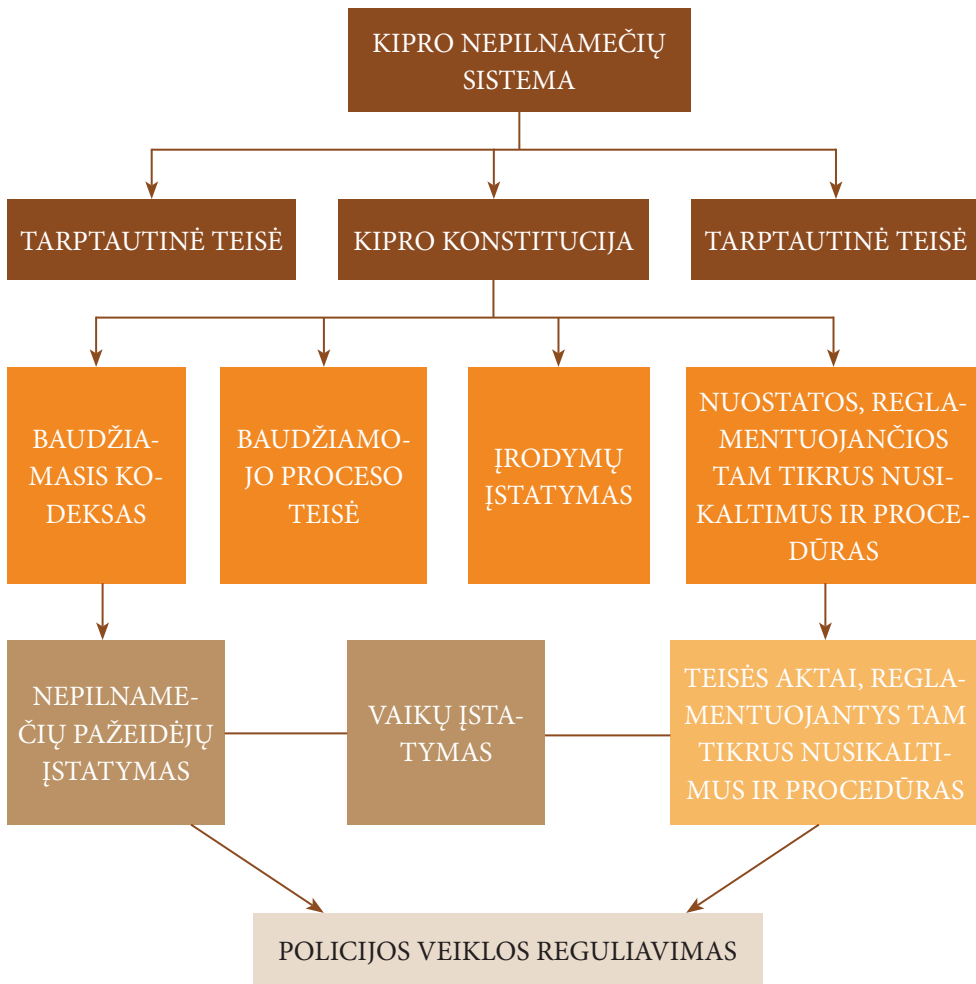 KIPRO NEPILNAMEČIŲ
SISTEMA
TARPTAUTINĖ TEISĖ
KIPRO KONSTITUCIJA
TARPTAUTINĖ TEISĖ
BAUDŽIA-
MASIS KO-
DEKSAS
BAUDŽIAMO-
JO PROCESO
TEISĖ
ĮRODYMŲ
ĮSTATYMAS
NUOSTATOS, REGLA-
MENTUOJANČIOS
TAM TIKRUS NUSI-
KALTIMUS IR PROCE-
DŪRAS
NEPILNAME-
ČIŲ PAŽEIDĖJŲ
ĮSTATYMAS
VAIKŲ ĮSTA-
TYMAS
TEISĖS AKTAI, REGLA-
MENTUOJANTYS TAM
TIKRUS NUSIKALTI-
MUS IR PROCEDŪRAS
POLICIJOS VEIKLOS REGULIAVIMAS